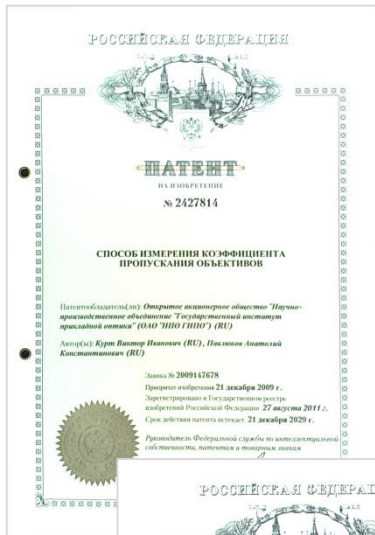 РОССИЙСКАЯ ФЕДЕРАЦИЯ
ПАТЕНТ
НА ИЗОБРЕТЕНИЕ
№ 2427814
СПОСОБ ИЗМЕРЕНИЯ КОЭФФИЦИЕНТА
ПРОПУСКАНИЯ ОБЪЕКТИВОВ
Патентообладатель(ли): Открытое акционерное общество "Научно-
производственное объединение "Государственный институт
прикладной оптики" (ОАО "НПО ГИПО") (RU)
Автор(ы): Курт Виктор Иванович (RU), Павлюков Анатолий
Константинович (RU)
Заявка № 2009147678
Приоритет изобретения 21 декабря 2009 г.
Зарегистрировано в Государственном реестре
изобретений Российской Федерации 27 августа 2011 г.
Срок действия патента истекает 21 декабря 2029 г.
Руководитель Федеральной службы по интеллектуальной
собственности, патентам и товарным знакам
РОССИЙСКАЯ ФЕДЕРАЦ